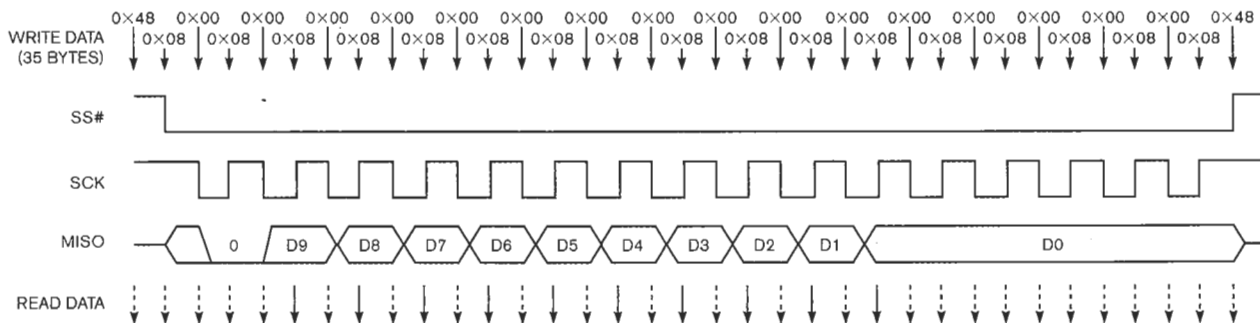 0×48 0×00 0×00 0×00 0×00 0×00 0×00 0×00 0×00 0×00 0×00 0×00 0×00 0×00 0×00 0×00 0×00 0×48
WRITE DATA 0×08 0×08 0×08 0×08 0×08 0×08 0×08 0×08 0×08 0×08 0×08 0×08 0×08 0×08 0×08 0×08 0×08
(35 BYTES)
SS#
SCK
MISO 0 D9 D8 D7 D6 D5 D4 D3 D2 D1 D0
READ DATA